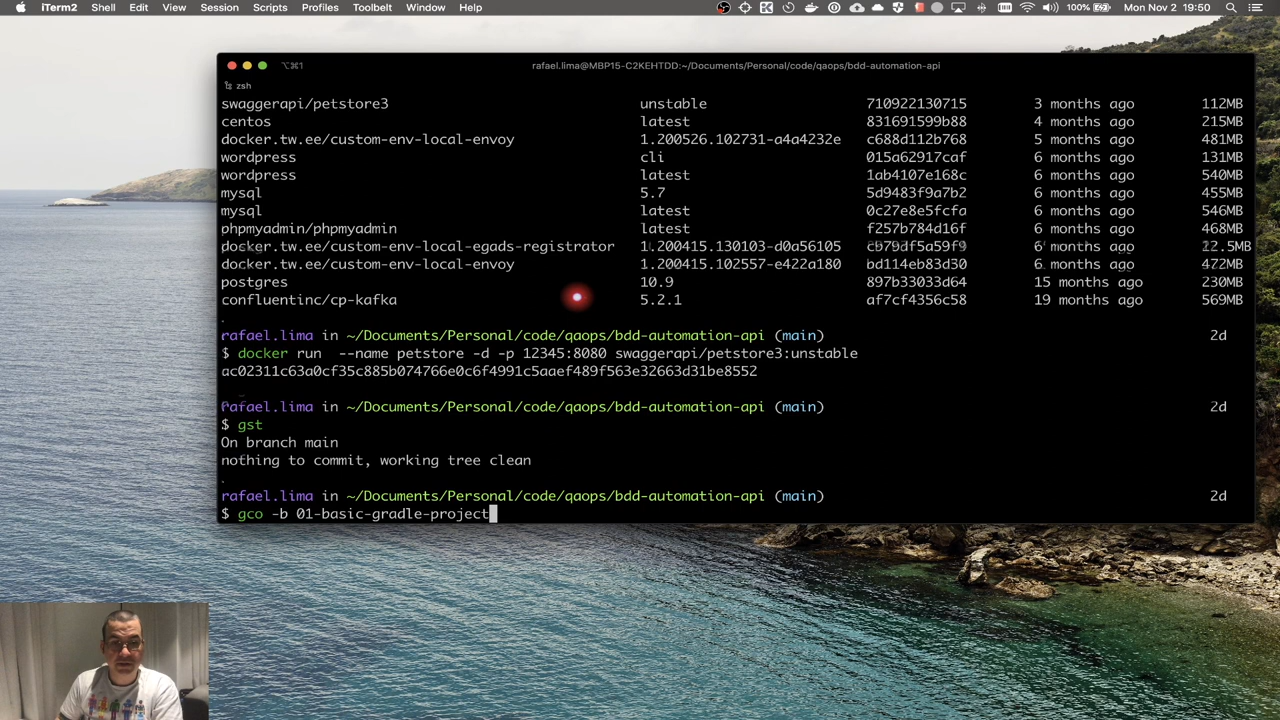 iTerm2 Shell Edit View Session Scripts Profiles Toolbelt Window Help 100% Mon Nov 2 19:50
⌥⌘1 rafael.lima@MBP15-C2KEHTDD:~/Documents/Personal/code/qaops/bdd-automation-api
zsh
swaggerapi/petstore3 unstable 710922130715 3 months ago 112MB
centos latest 831691599b88 4 months ago 215MB
docker.tw.ee/custom-env-local-envoy 1.200526.102731-a4a4232e c688d112b768 5 months ago 481MB
wordpress cli 015a62917caf 6 months ago 131MB
wordpress latest 1ab4107e168c 6 months ago 540MB
mysql 5.7 5d9483f9a7b2 6 months ago 455MB
mysql latest 0c27e8e5fcfa 6 months ago 546MB
phpmyadmin/phpmyadmin latest f257b784d16f 6 months ago 468MB
docker.tw.ee/custom-env-local-egads-registrator 1.200415.130103-d0a56105 6 months ago
docker.tw.ee/custom-env-local-envoy 1.200415.102557-e422a180 bd114eb83d30 6 months ago 472MB
postgres 10.9 897b33033d64 15 months ago 230MB
confluentinc/cp-kafka 5.2.1 af7cf4356c58 19 months ago 569MB
rafael.lima in ~/Documents/Personal/code/qaops/bdd-automation-api (main) 2d
$ docker run --name petstore -d -p 12345:8080 swaggerapi/petstore3:unstable
ac02311c63a0cf35c885b074766e0c6f4991c5aaef489f563e32663d31be8552
rafael.lima in ~/Documents/Personal/code/qaops/bdd-automation-api (main) 2d
$ gst
On branch main
nothing to commit, working tree clean
rafael.lima in ~/Documents/Personal/code/qaops/bdd-automation-api (main) 2d
$ gco -b 01-basic-gradle-project